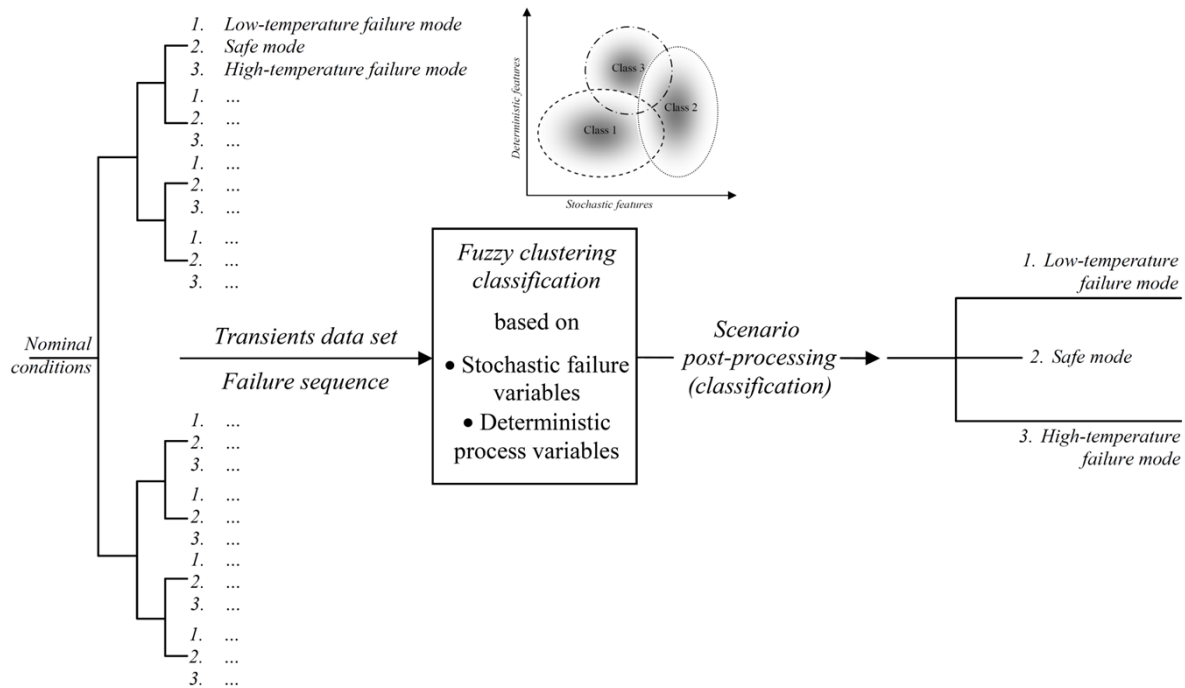 1. Low-temperature failure mode
2. Safe mode
3. High-temperature failure mode
1. ...
2. ...
3. ...
1. ...
2. ...
3. ...
1. ...
2. ...
3. ...
Nominal
conditions
1. ...
2. ...
3. ...
1. ...
2. ...
3. ...
1. ...
2. ...
3. ...
1. ...
2. ...
3. ...
Transients data set
Failure sequence
Deterministic features
Class 3
Class 2
Class 1
Stochastic features
Fuzzy clustering
classification
based on
• Stochastic failure
variables
• Deterministic
process variables
Scenario
post-processing
(classification)
1. Low-temperature
failure mode
2. Safe mode
3. High-temperature
failure mode